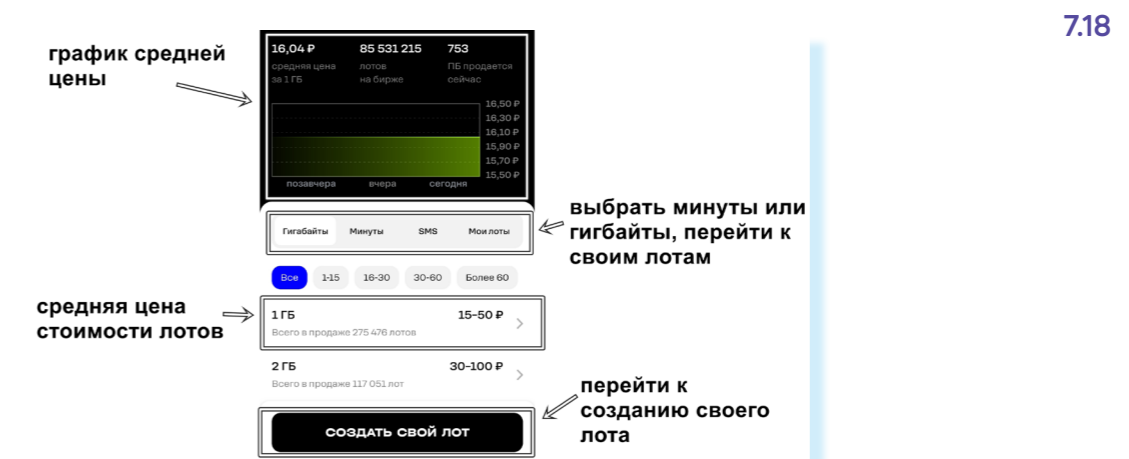 7.18
график средней
цены
16,04 ₽ 85 531 215 753
средняя цена лотов ПБ продается
за 1 ГБ на бирже сейчас
16,50 ₽
16,30 ₽
16,10 ₽
15,90 ₽
15,70 ₽
15,50 ₽
позавчера вчера сегодня
выбрать минуты или
гигбайты, перейти к
своим лотам
Гигабайты Минуты SMS Мои лоты
Все 1-15 16-30 30-60 Более 60
средняя цена
стоимости лотов
1 ГБ 15-50 ₽
Всего в продаже 275 476 лотов
2 ГБ 30-100 ₽
Всего в продаже 117 051 лот
перейти к
созданию своего
лота
СОЗДАТЬ СВОЙ ЛОТ